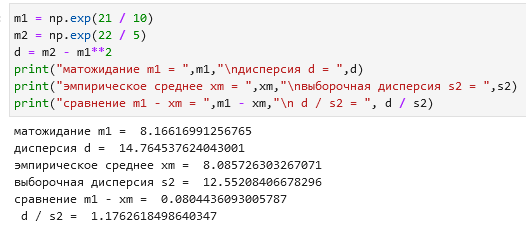 m1 = np.exp(21 / 10)
m2 = np.exp(22 / 5)
d = m2 - m1**2
print("матожидание m1 = ",m1,"\nдисперсия d = ",d)
print("эмпирическое среднее xm = ",xm,"\nвыборочная дисперсия s2 = ",s2)
print("сравнение m1 - xm = ",m1 - xm,"\n d / s2 = ", d / s2)
матожидание m1 =  8.16616991256765
дисперсия d =  14.764537624043001
эмпирическое среднее xm =  8.085726303267071
выборочная дисперсия s2 =  12.55208406678296
сравнение m1 - xm =  0.0804436093005787
 d / s2 =  1.1762618498640347